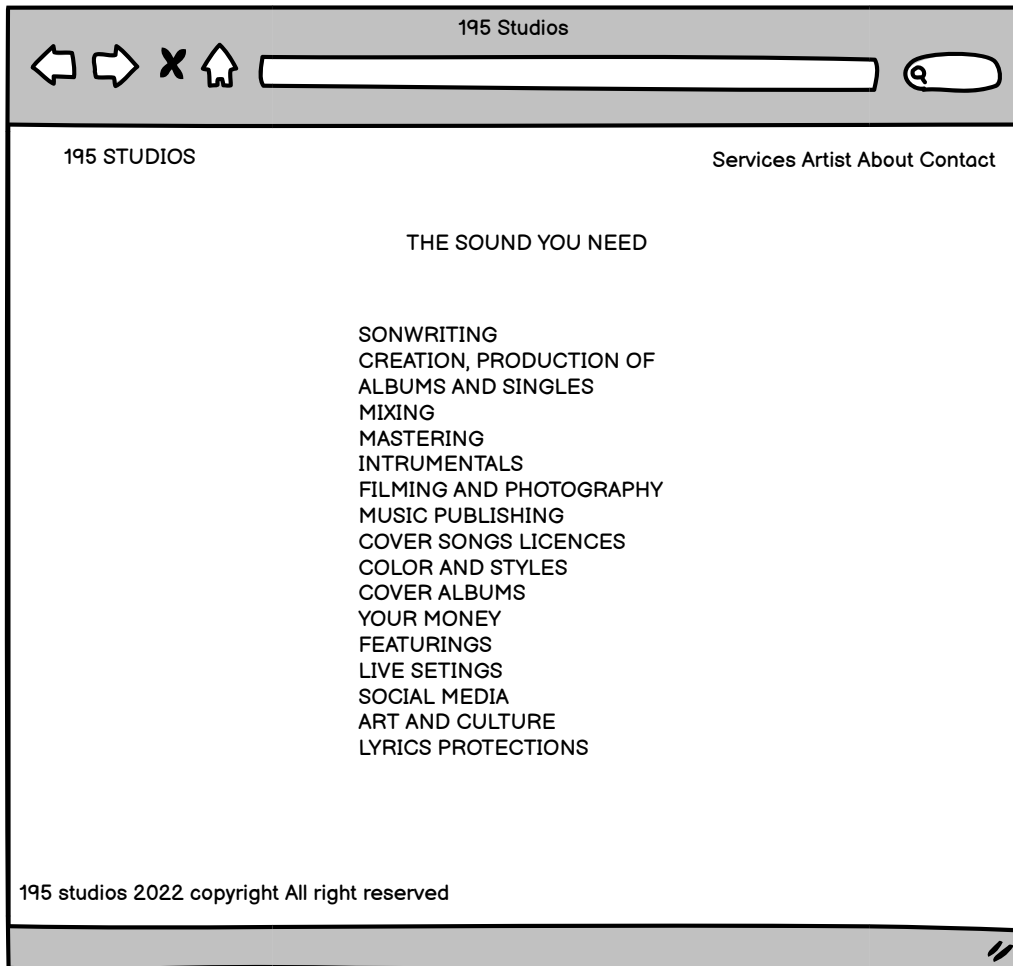 195 Studios
195 STUDIOS
Services Artist About Contact
THE SOUND YOU NEED
SONWRITING
CREATION, PRODUCTION OF
ALBUMS AND SINGLES
MIXING
MASTERING
INTRUMENTALS
FILMING AND PHOTOGRAPHY
MUSIC PUBLISHING
COVER SONGS LICENCES
COLOR AND STYLES
COVER ALBUMS
YOUR MONEY
FEATURINGS
LIVE SETINGS
SOCIAL MEDIA
ART AND CULTURE
LYRICS PROTECTIONS
195 studios 2022 copyright All right reserved